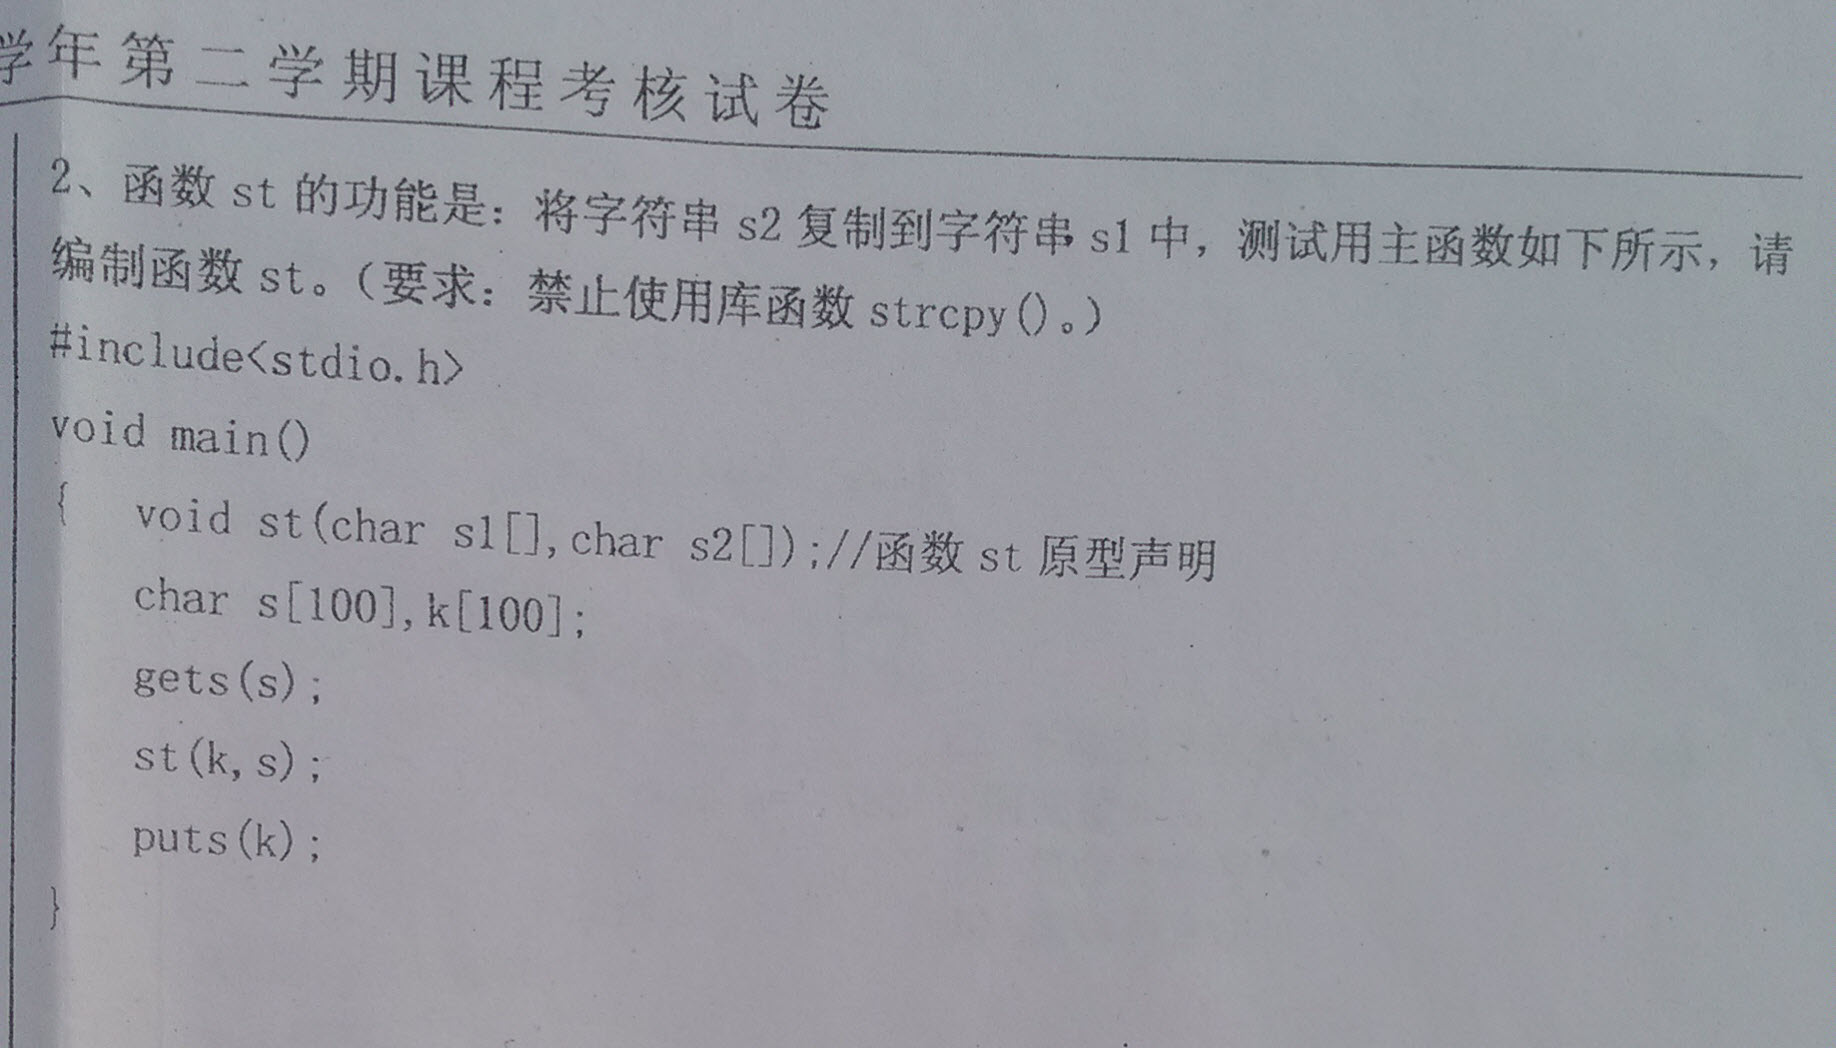 学年第二学期课程考核试卷
2、函数 st 的功能是：将字符串 s2 复制到字符串 s1 中，测试用主函数如下所示，请
编制函数 st。（要求：禁止使用库函数 strcpy()。）
#include<stdio.h>
void main()
{ void st(char s1[],char s2[]);//函数 st 原型声明
char s[100],k[100];
gets(s);
st(k,s);
puts(k);
}